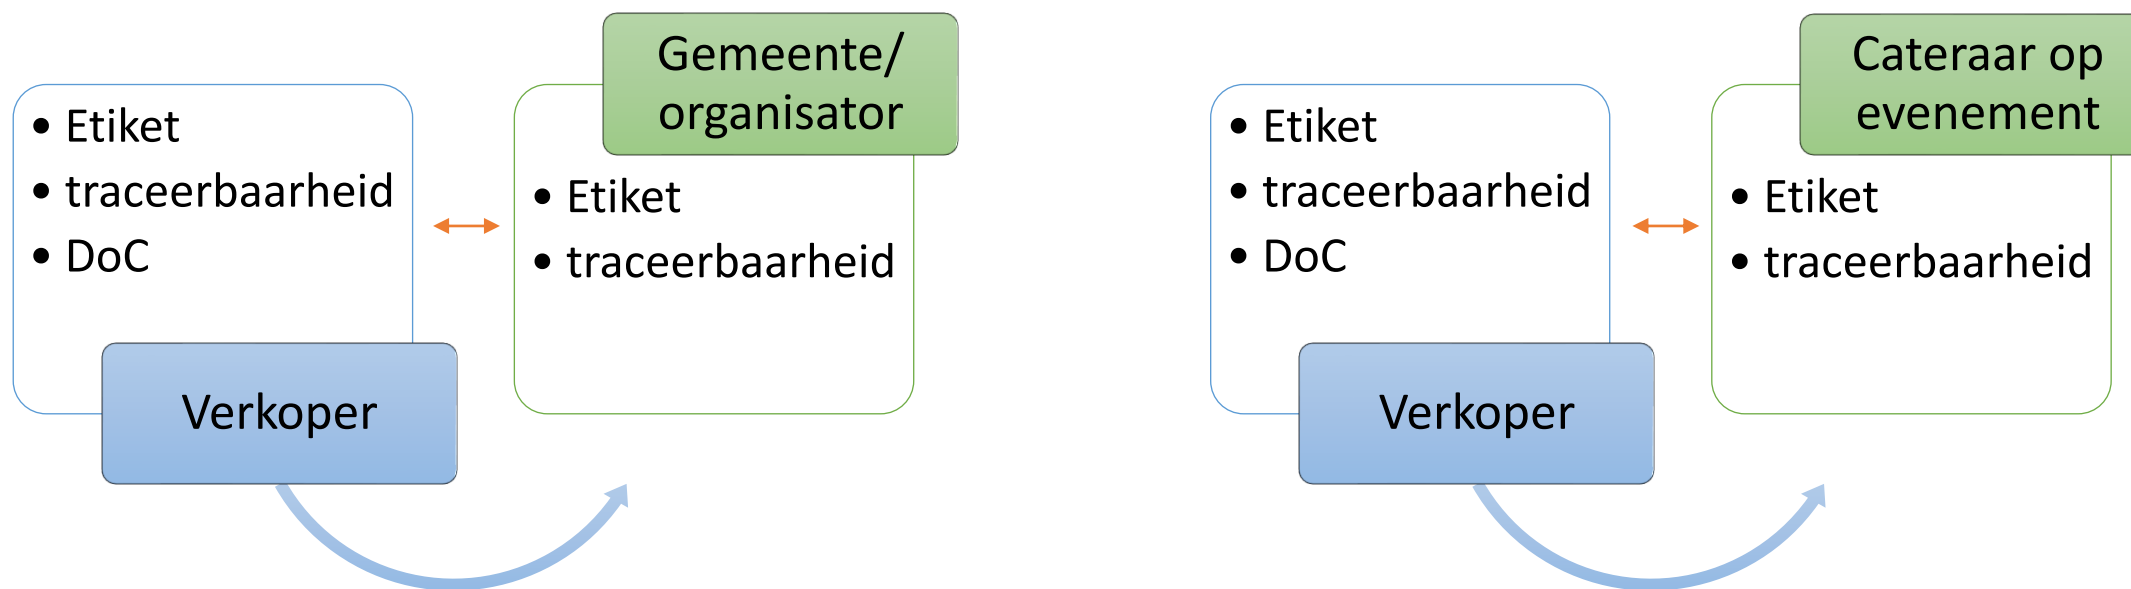 • Etiket
• traceerbaarheid
• DoC
Verkoper
Gemeente/
organisator
• Etiket
• traceerbaarheid
• Etiket
• traceerbaarheid
• DoC
Verkoper
Cateraar op
evenement
• Etiket
• traceerbaarheid